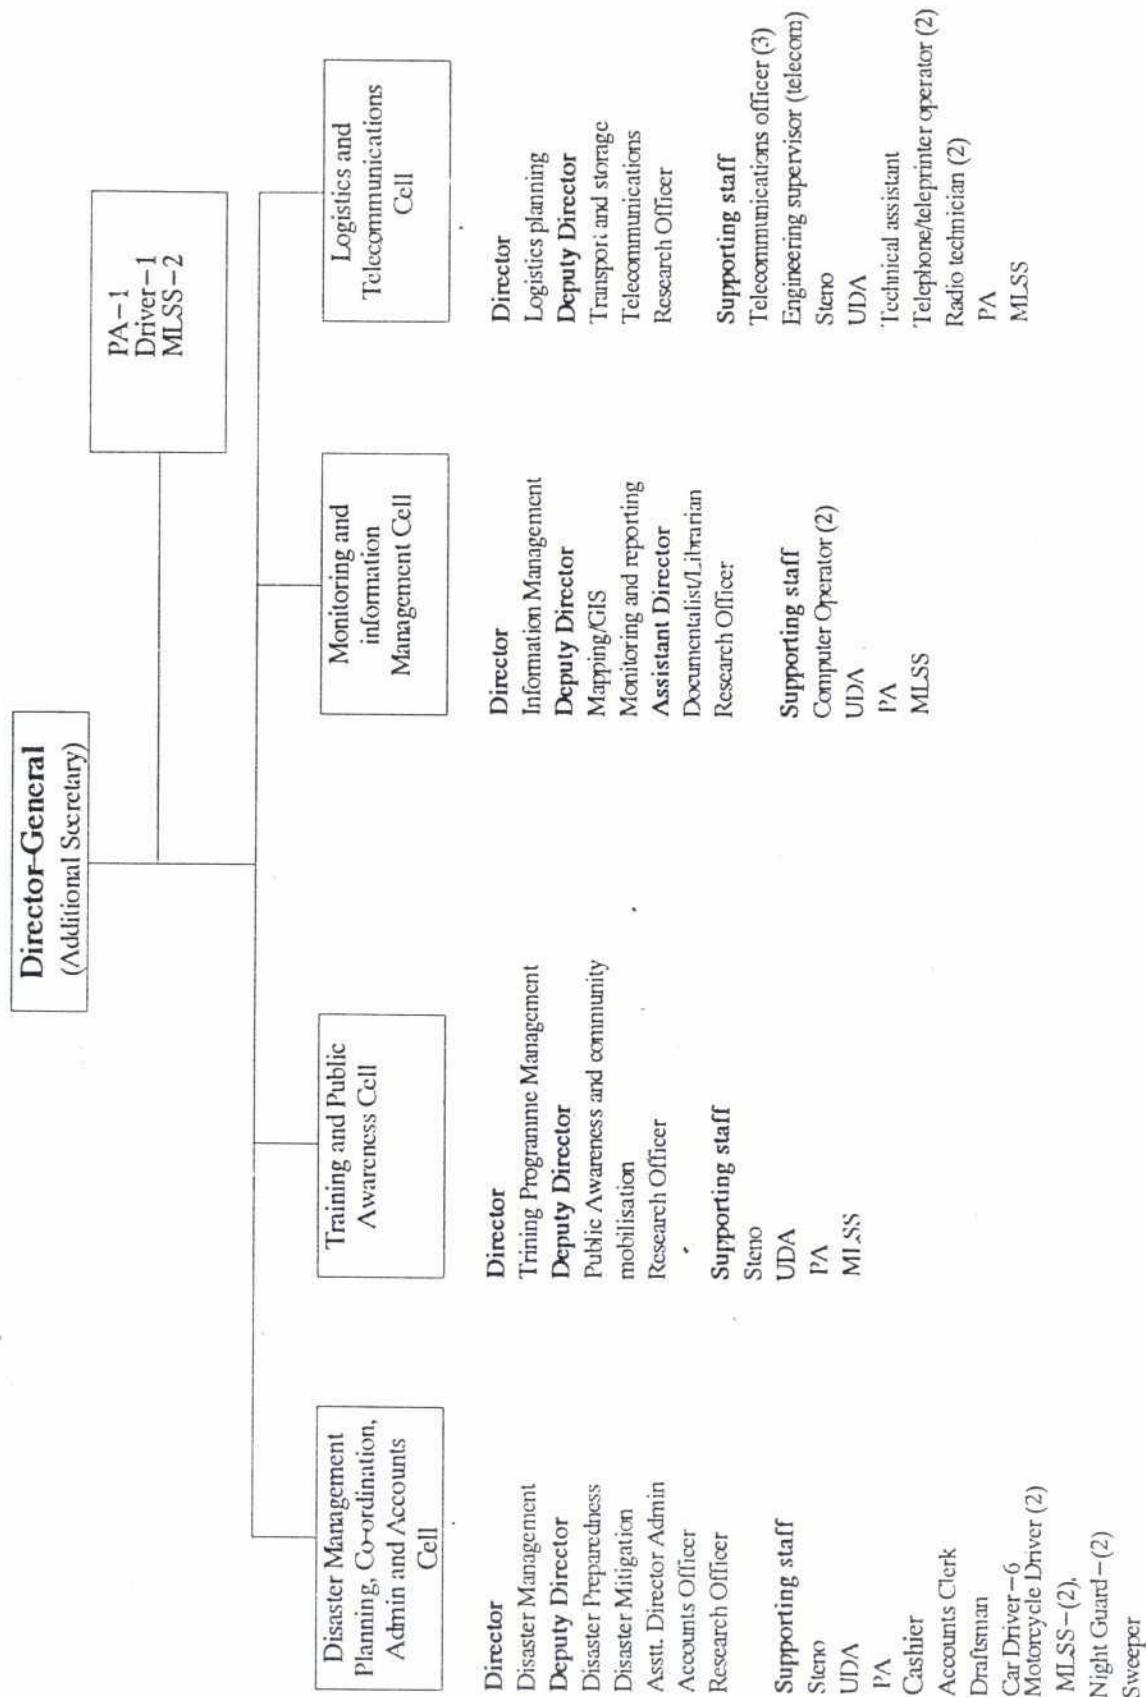 Director-General
(Additional Secretary)
PA-1
Driver-1
MLSS-2
Disaster Management
Planning, Co-ordination,
Admin and Accounts
Cell
Director
Disaster Management
Deputy Director
Disaster Preparedness
Disaster Mitigation
Asstt. Director Admin
Accounts Officer
Research Officer
Supporting staff
Steno
UDA
PA
Cashier
Accounts Clerk
Draftsman
Car Driver-6
Motorcycle Driver (2)
MLSS-(2).
Night Guard-(2)
Sweeper
Training and Public
Awareness Cell
Director
Trining Programme Management
Deputy Director
Public Awareness and community
mobilisation
Research Officer
Supporting staff
Steno
UDA
PA
MLSS
Monitoring and
information
Management Cell
Director
Information Management
Deputy Director
Mapping/GIS
Monitoring and reporting
Assistant Director
Documentalist/Librarian
Research Officer
Supporting staff
Computer Operator (2)
UDA
PA
MLSS
Logistics and
Telecommunications
Cell
Director
Logistics planning
Deputy Director
Transport and storage
Telecommunications
Research Officer
Supporting staff
Telecommunications officer (3)
Engineering supervisor (telecom)
Steno
UDA
Technical assistant
Telephone/teleprinter operator (2)
Radio technician (2)
PA
MLSS